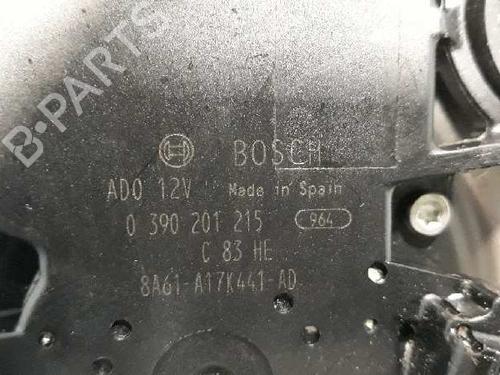 B-PARTS
BOSCH
ADO 12V Made in Spain
0 390 201 215 964
C 83 HE
8A61-A17K441-AD